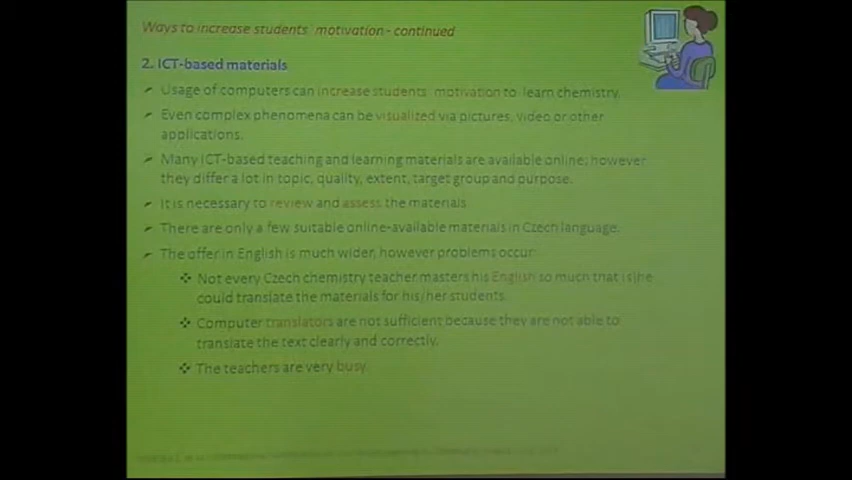 Ways to increase students motivation - continued
2. ICT-based materials
Usage of computers can increase students motivation to learn chemistry.
Even complex phenomena can be visualized via pictures, video or other
applications.
Many ICT-based teaching and learning materials are available online; however
they differ a lot in topic, quality, extent, target group and purpose.
It is necessary to review and assess the materials.
There are only a few suitable online-available materials in Czech language.
The offer in English is much wider, however problems occur:
Not every Czech chemistry teacher masters his English so much that is)he
could translate the materials for his/her students.
Computer translators are not sufficient because they are not able to
translate the text clearly and correctly.
The teachers are very busy.